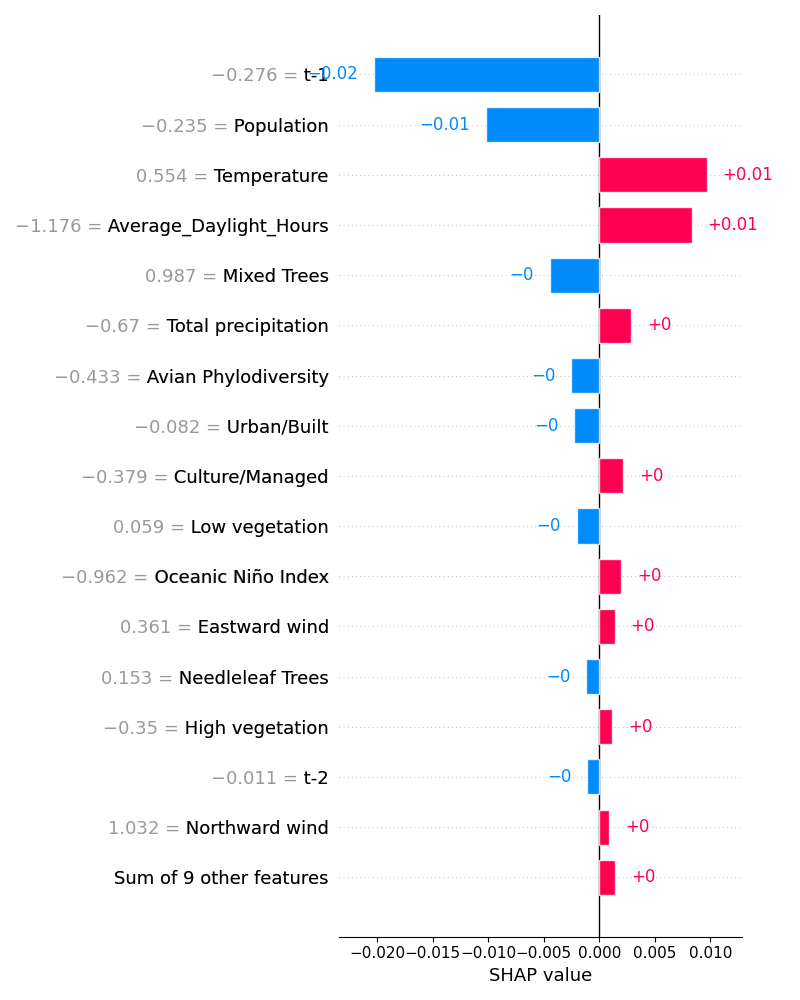 −0.276 = t-1 −0.02
−0.235 = Population −0.01
0.554 = Temperature +0.01
−1.176 = Average_Daylight_Hours +0.01
0.987 = Mixed Trees −0
−0.67 = Total precipitation +0
−0.433 = Avian Phylodiversity −0
−0.082 = Urban/Built −0
−0.379 = Culture/Managed +0
0.059 = Low vegetation −0
−0.962 = Oceanic Niño Index +0
0.361 = Eastward wind +0
0.153 = Needleleaf Trees −0
−0.35 = High vegetation +0
−0.011 = t-2 −0
1.032 = Northward wind +0
Sum of 9 other features +0
−0.020 −0.015 −0.010 −0.005 0.000 0.005 0.010
SHAP value